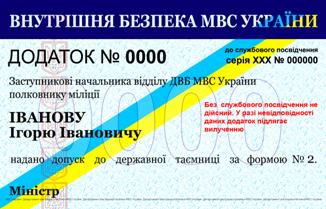 ВНУТРІШНЯ БЕЗПЕКА МВС УКРАЇНИ
ДОДАТОК № 0000
до службового посвідчення
серія XXX № 000000
Заступникові начальника відділу ДВБ МВС України
полковнику міліції
ІВАНОВУ
Ігорю Івановичу
Без службового посвідчення не
дійсний. У разі невідповідності
даних додаток підлягає
вилученню
надано допуск до державної таємниці за формою № 2.
Міністр